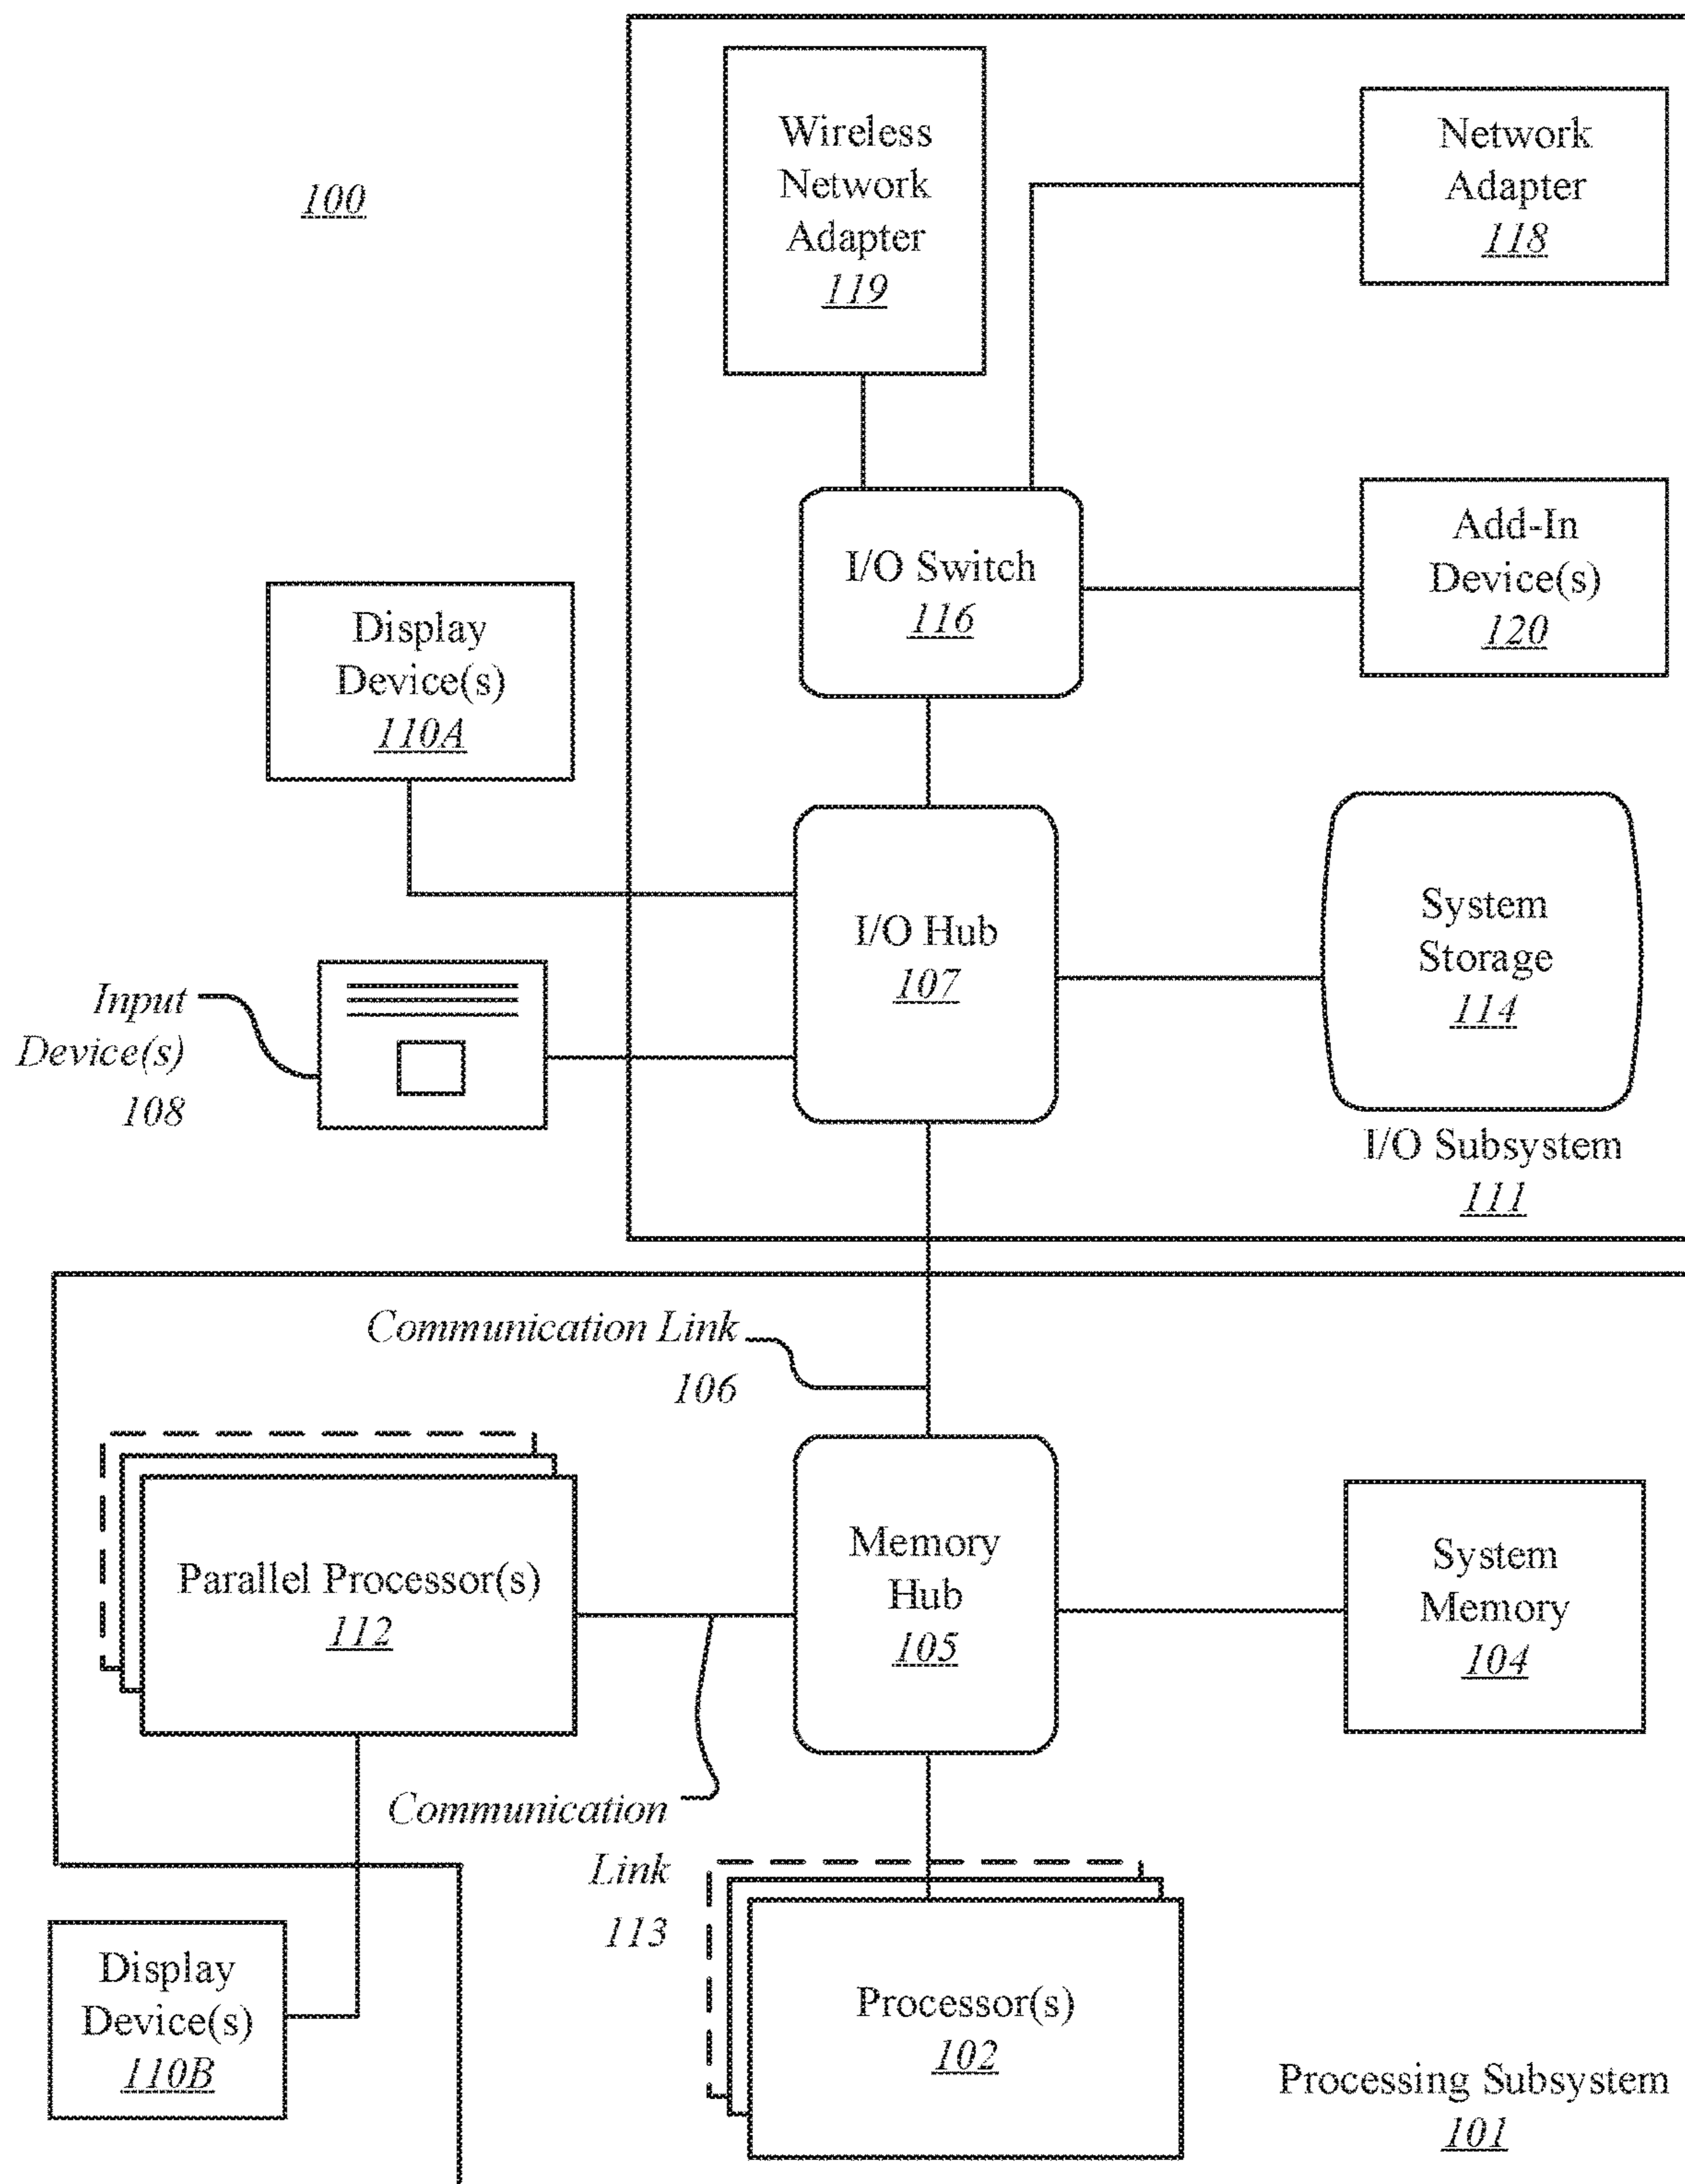 100
Wireless
Network
Adapter
119
Network
Adapter
118
I/O Switch
116
Add-In
Device(s)
120
Display
Device(s)
110A
I/O Hub
107
System
Storage
114
Input
Device(s)
108
I/O Subsystem
111
Communication Link
106
Parallel Processor(s)
112
Memory
Hub
105
System
Memory
104
Communication
Link
113
Display
Device(s)
110B
Processor(s)
102
Processing Subsystem
101